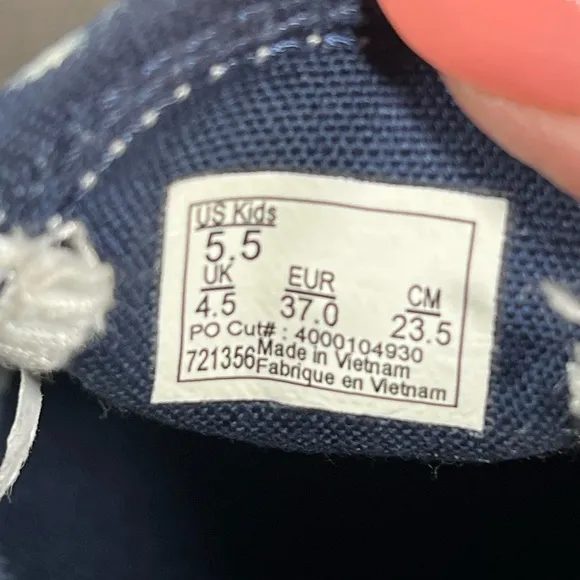 US Kids
5.5
UK EUR CM
4.5 37.0 23.5
PO Cut# : 4000104930
721356 Made in Vietnam
Fabrique en Vietnam